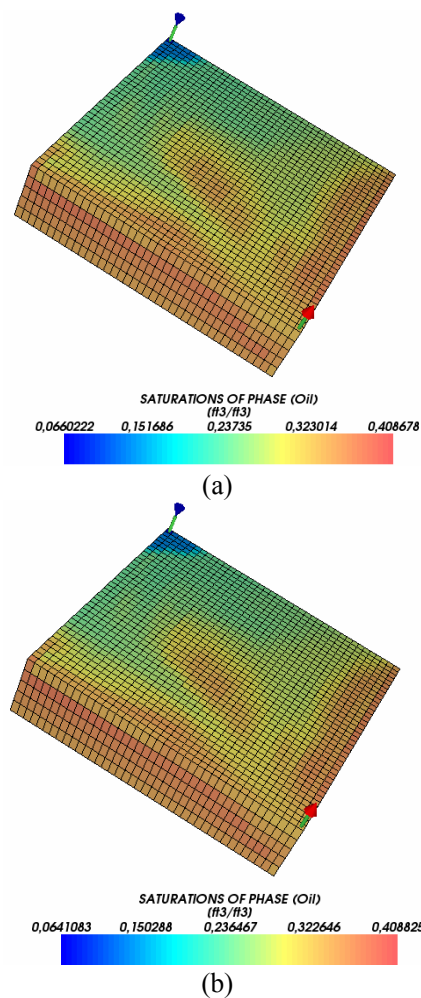 SATURATIONS OF PHASE (Oil)
(ft3/ft3)
0,0660222 0,151686 0,23735 0,323014 0,408678
(a)
SATURATIONS OF PHASE (Oil)
(ft3/ft3)
0,0641083 0,150288 0,236467 0,322646 0,408825
(b)